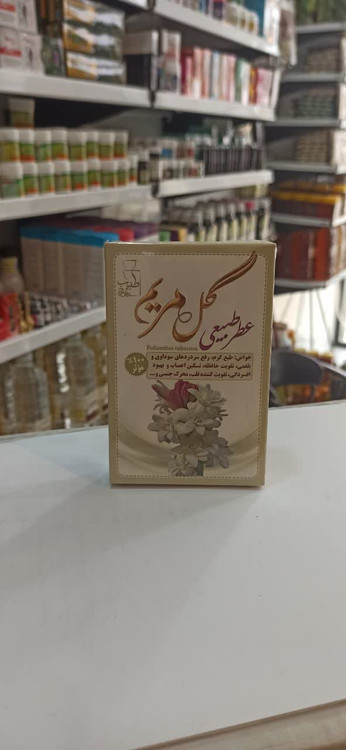 طبیب
گل مریم
عطر طبیعی
Polianthes tuberosa
خواص: طبع گرم، رفع سردردهای سوداوی و
بلغمی، تقویت حافظه، تسکین اعصاب و بهبود
افسردگی، تقویت کننده قلب، محرک جنسی و...